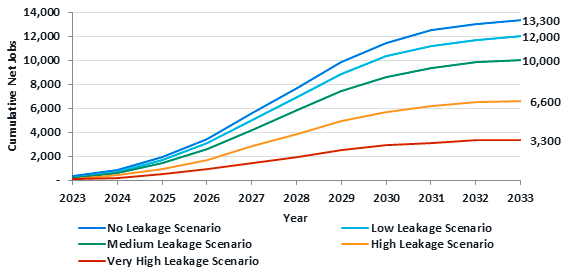 14,000
12,000
10,000
8,000
6,000
4,000
2,000
-
Cumulative Net Jobs
13,300
12,000
10,000
6,600
3,300
2023 2024 2025 2026 2027 2028 2029 2030 2031 2032 2033
Year
No Leakage Scenario Low Leakage Scenario
Medium Leakage Scenario High Leakage Scenario
Very High Leakage Scenario